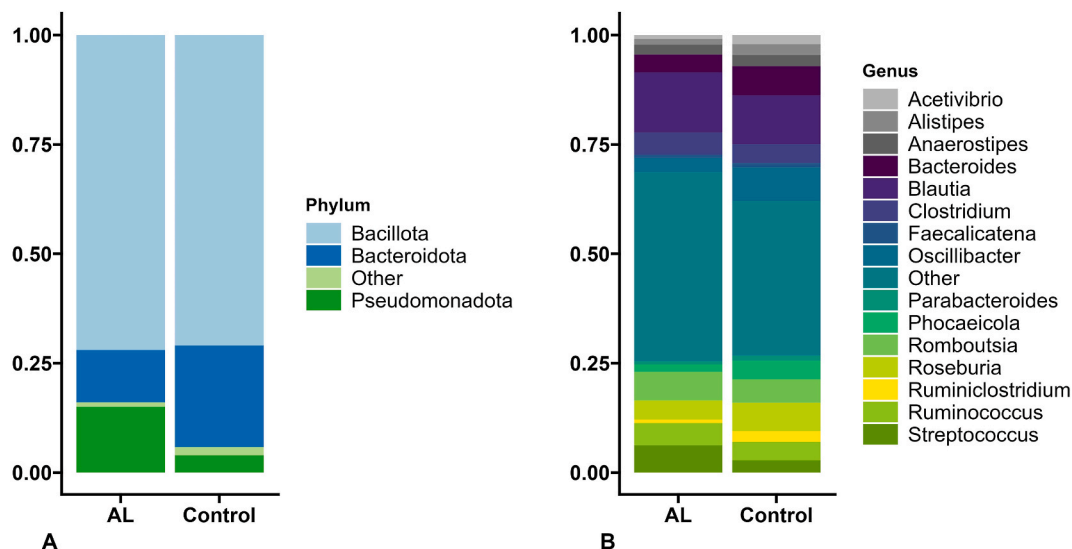 1.00
0.75
0.50
0.25
0.00
AL Control
A
Phylum
Bacillota
Bacteroidota
Other
Pseudomonadota
1.00
0.75
0.50
0.25
0.00
AL Control
B
Genus
Acetivibrio
Alistipes
Anaerostipes
Bacteroides
Blautia
Clostridium
Faecalicatena
Oscillibacter
Other
Parabacteroides
Phocaeicola
Romboutsia
Roseburia
Ruminiclostridium
Ruminococcus
Streptococcus